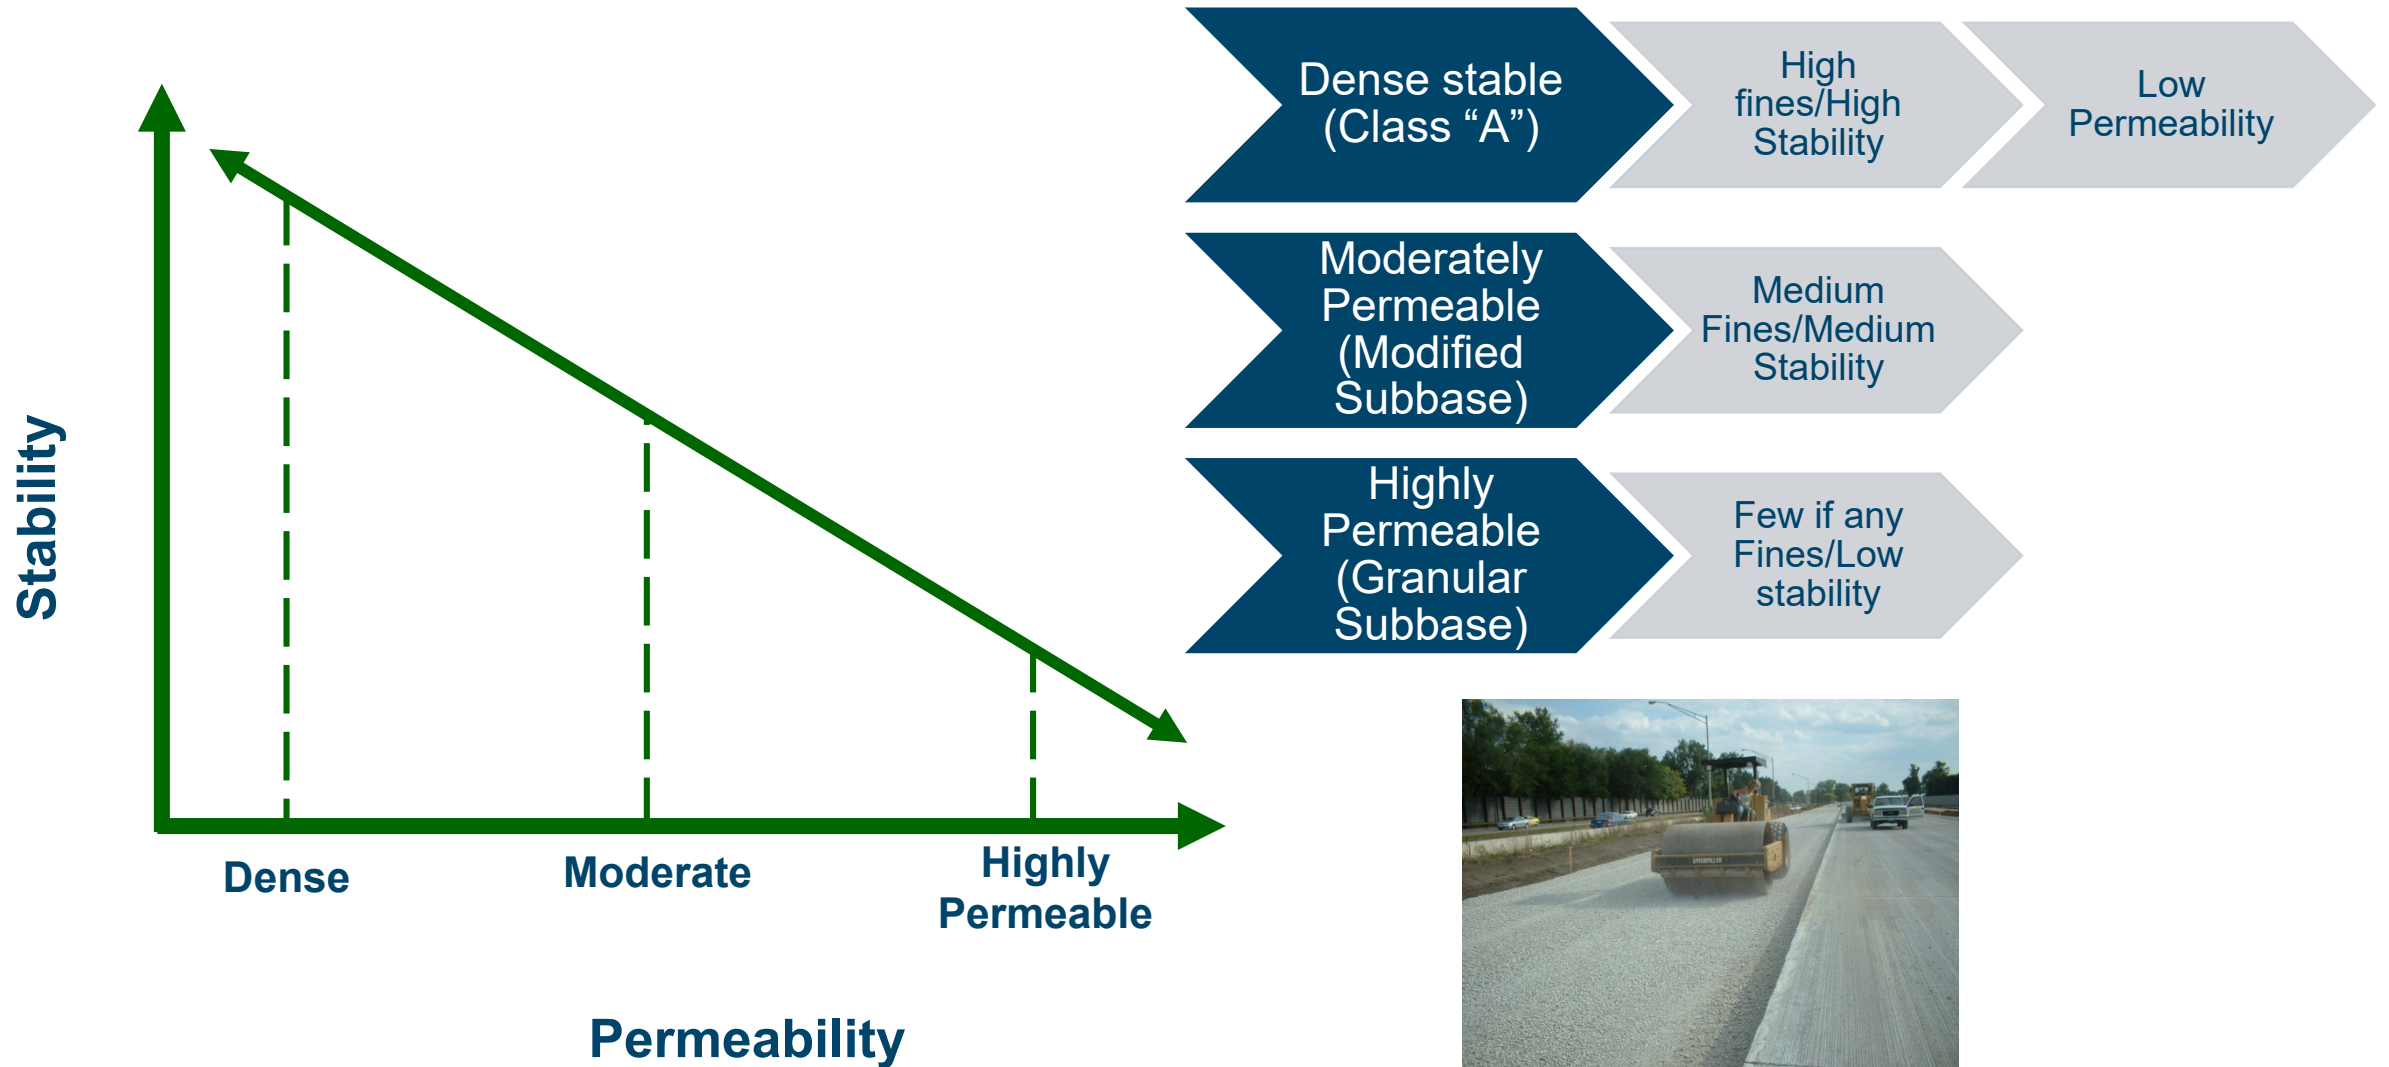 Stability
Dense
Moderate
Highly
Permeable
Permeability
Dense stable
(Class “A”)
High
fines/High
Stability
Low
Permeability
Moderately
Permeable
(Modified
Subbase)
Medium
Fines/Medium
Stability
Highly
Permeable
(Granular
Subbase)
Few if any
Fines/Low
stability
CATERPILLAR